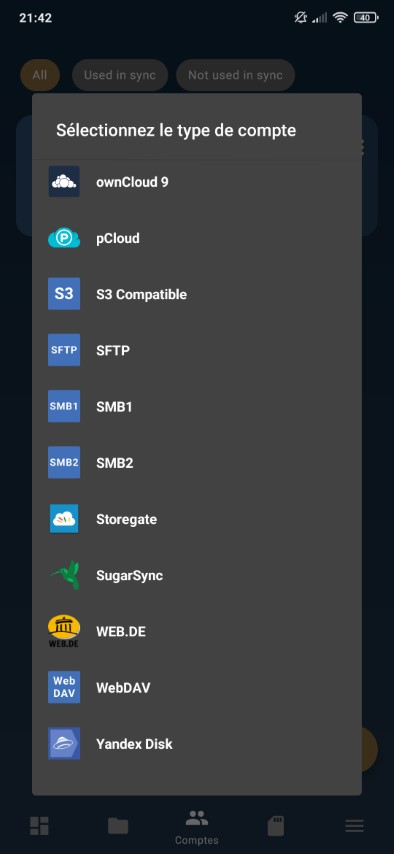 21:42
40
All
Used in sync
Not used in sync
Sélectionnez le type de compte
ownCloud 9
P
pCloud
S3
S3 Compatible
SFTP
SFTP
SMB1
SMB1
SMB2
SMB2
Storegate
SugarSync
WEB.DE
WEB.DE
Web
DAV
WebDAV
Yandex Disk
Comptes